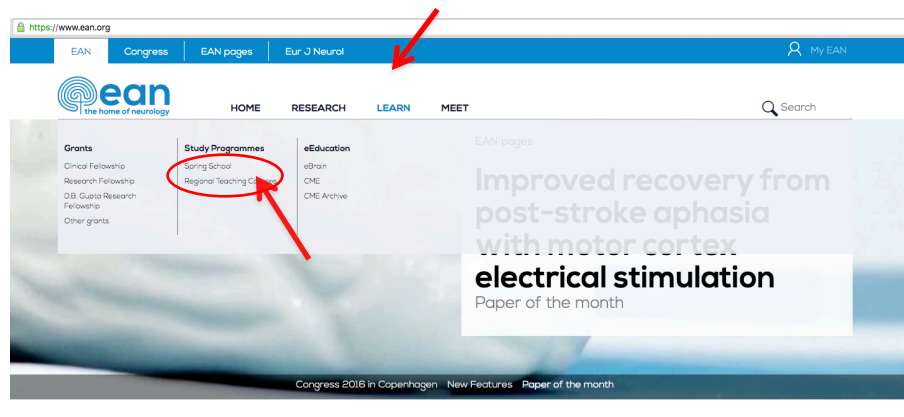 https://www.ean.org
EAN Congress EAN pages Eur J Neurol My EAN
ean
the home of neurology
HOME RESEARCH LEARN MEET Search
Grants
Clinical Fellowship
Research Fellowship
D.B. Gupta Research
Fellowship
Other grants
Study Programmes
Spring School
Regional Teaching Courses
eEducation
eBrain
CME
CME Archive
EAN pages
Improved recovery from
post-stroke aphasia
with motor cortex
electrical stimulation
Paper of the month
Congress 2016 in Copenhagen New Features Paper of the month